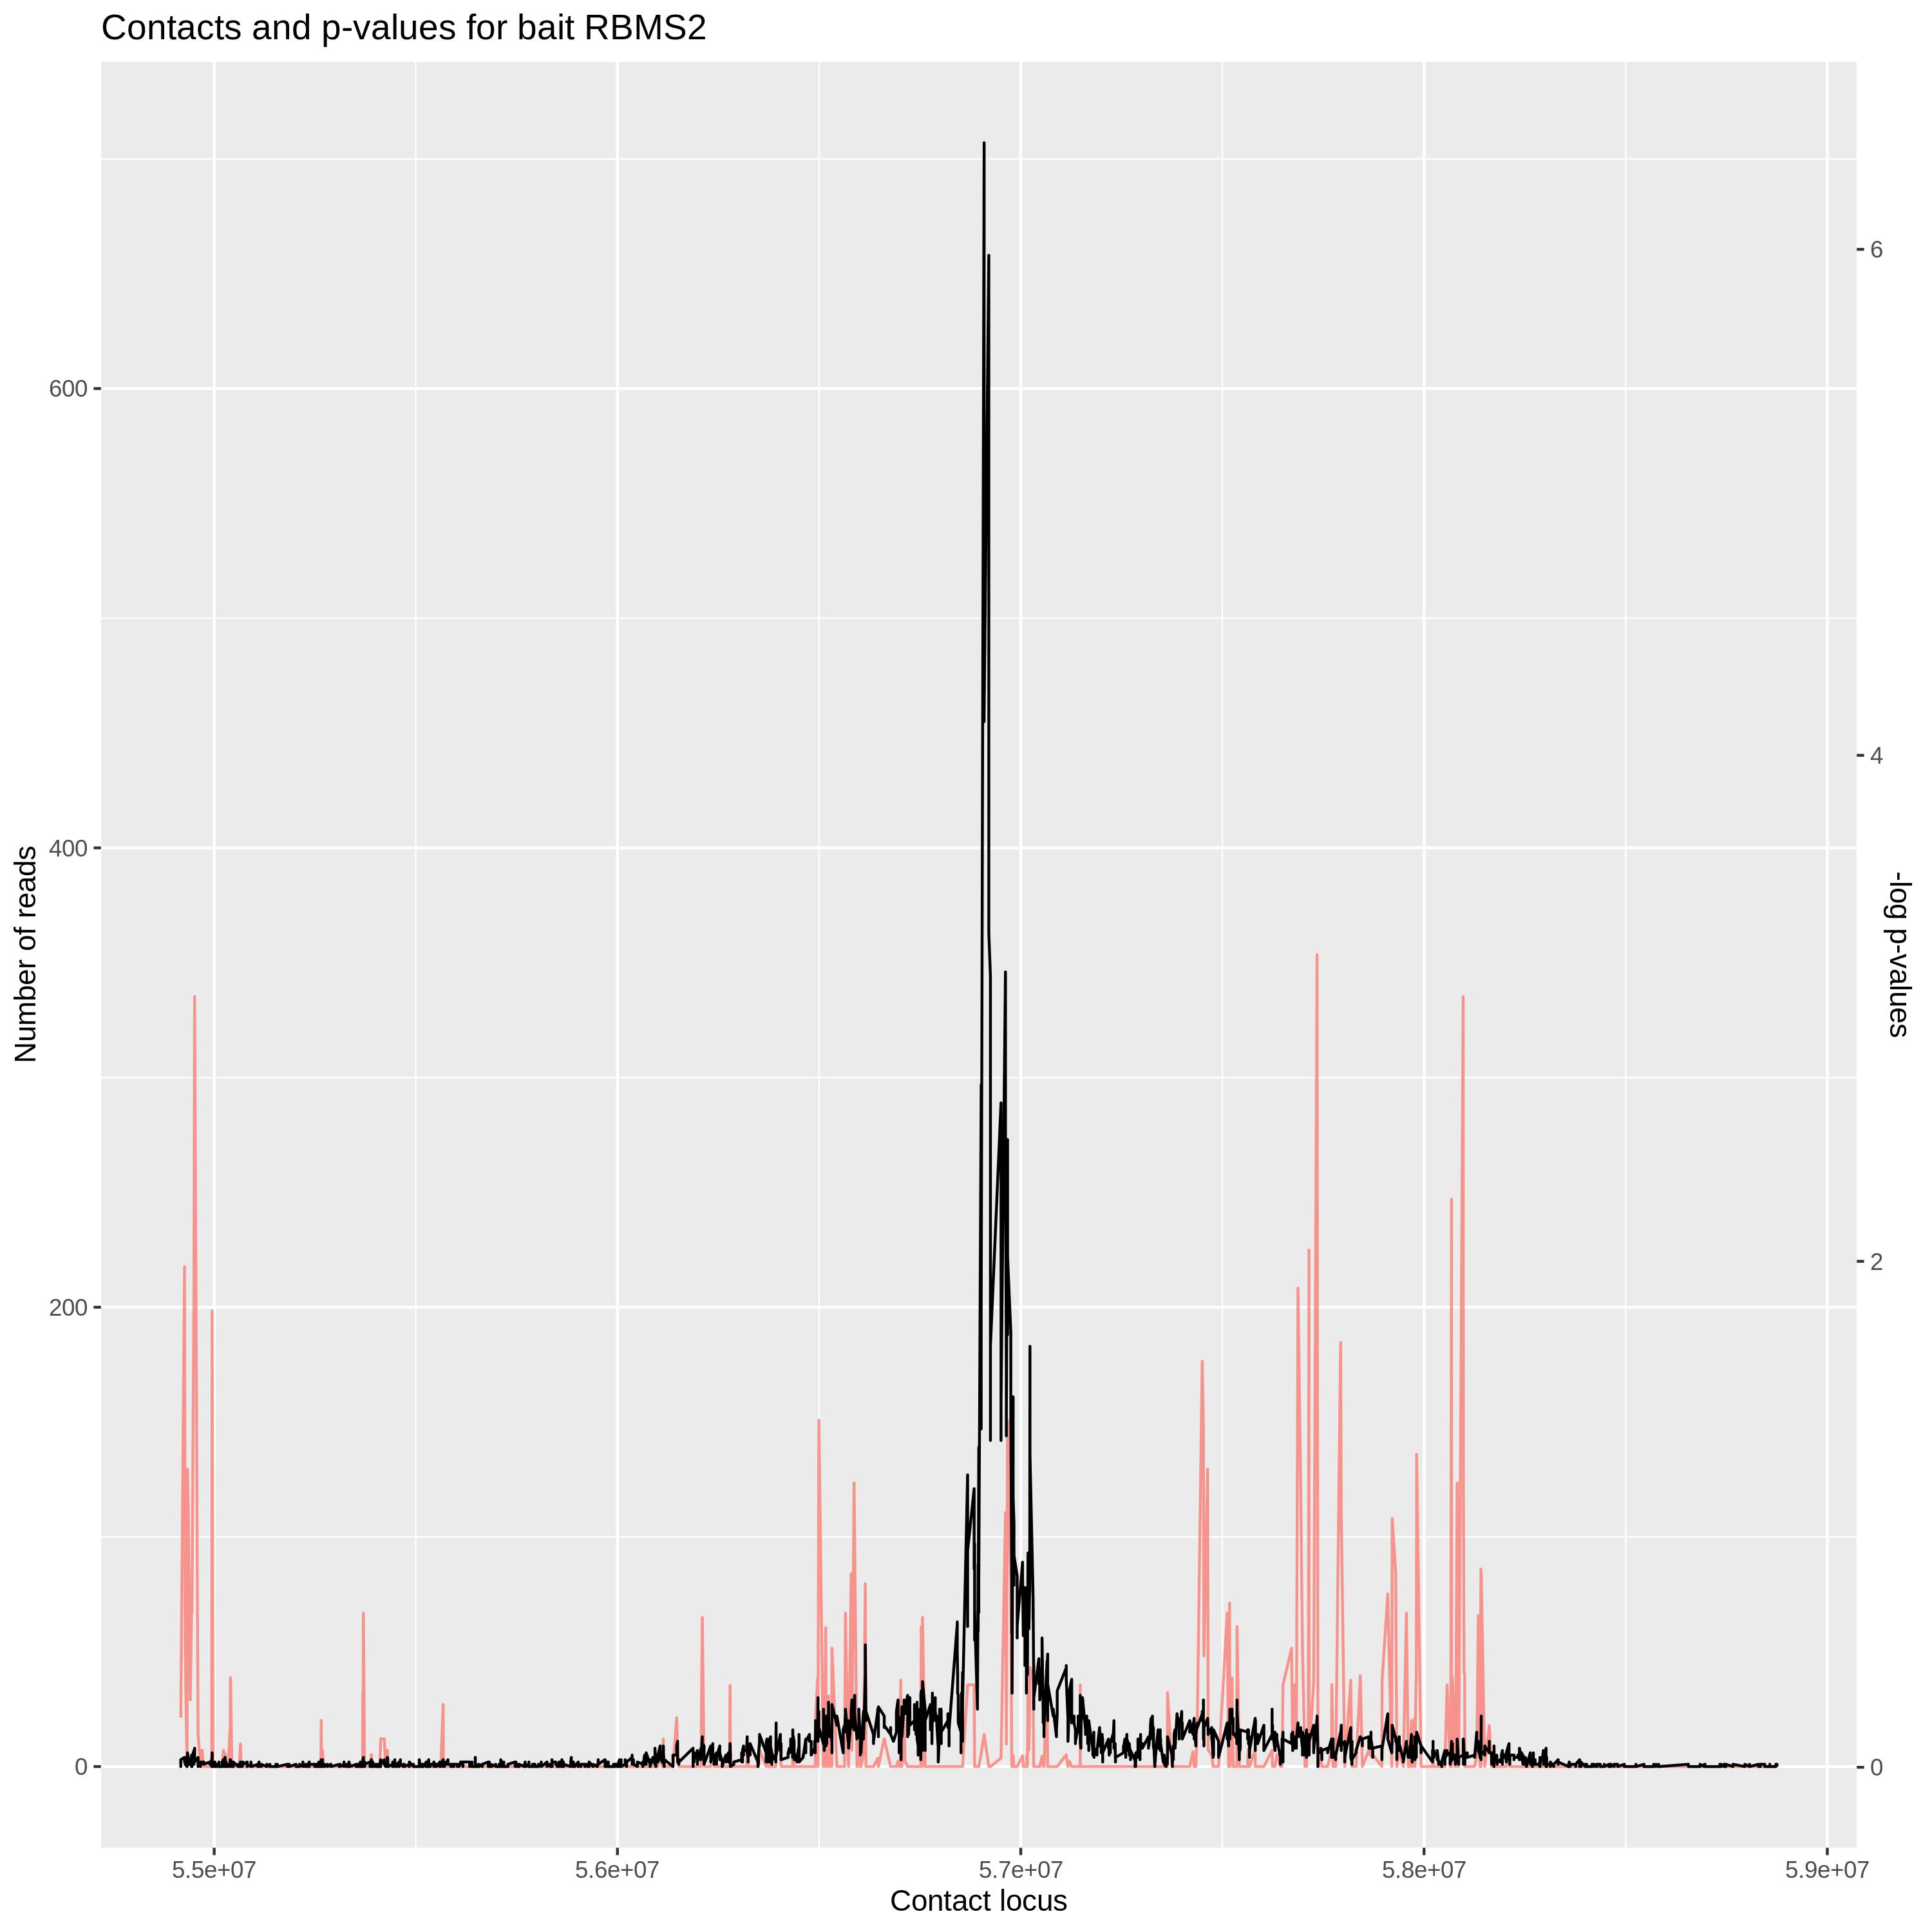 Contacts and p-values for bait RBMS2
Number of reads
600
400
200
0
6
4
2
0
-log p-values
5.5e+07
5.6e+07
5.7e+07
5.8e+07
5.9e+07
Contact locus